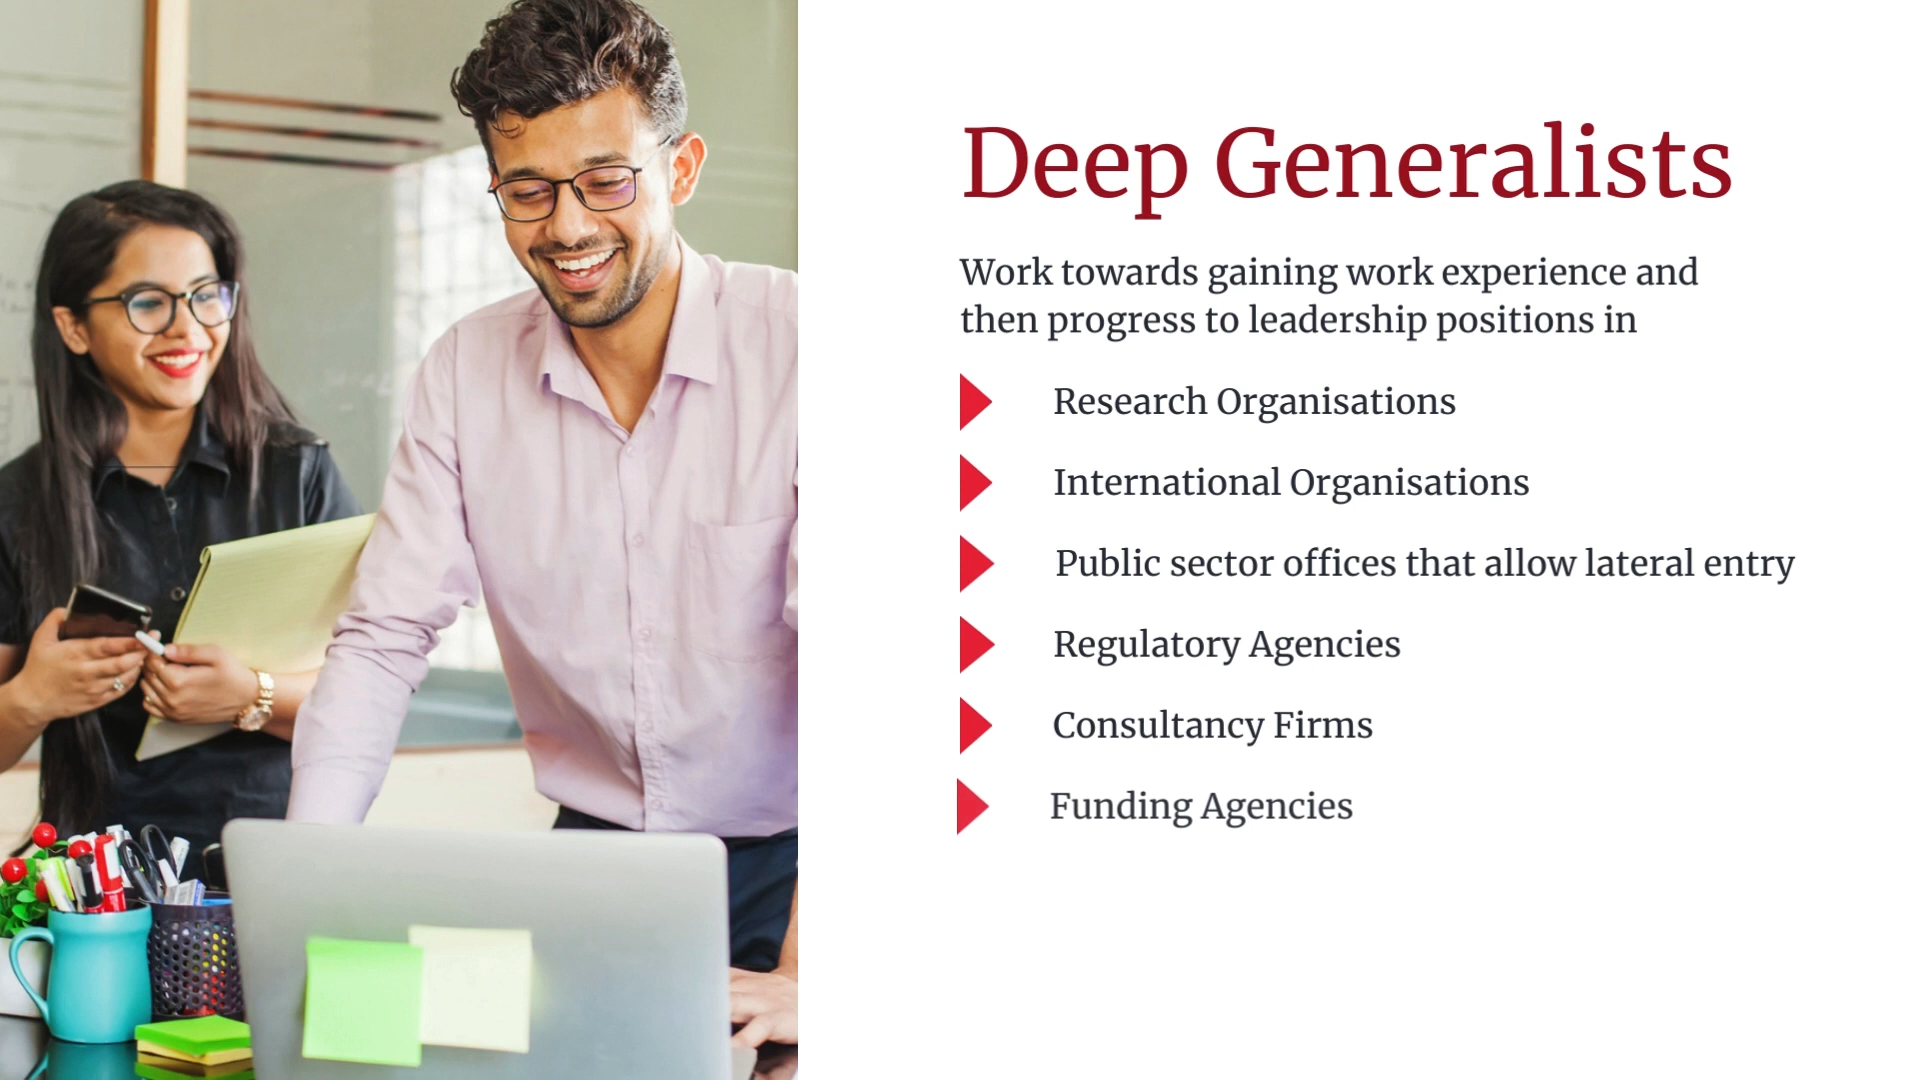 Deep Generalists
Work towards gaining work experience and
then progress to leadership positions in
Research Organisations
International Organisations
Public sector offices that allow lateral entry
Regulatory Agencies
Consultancy Firms
Funding Agencies